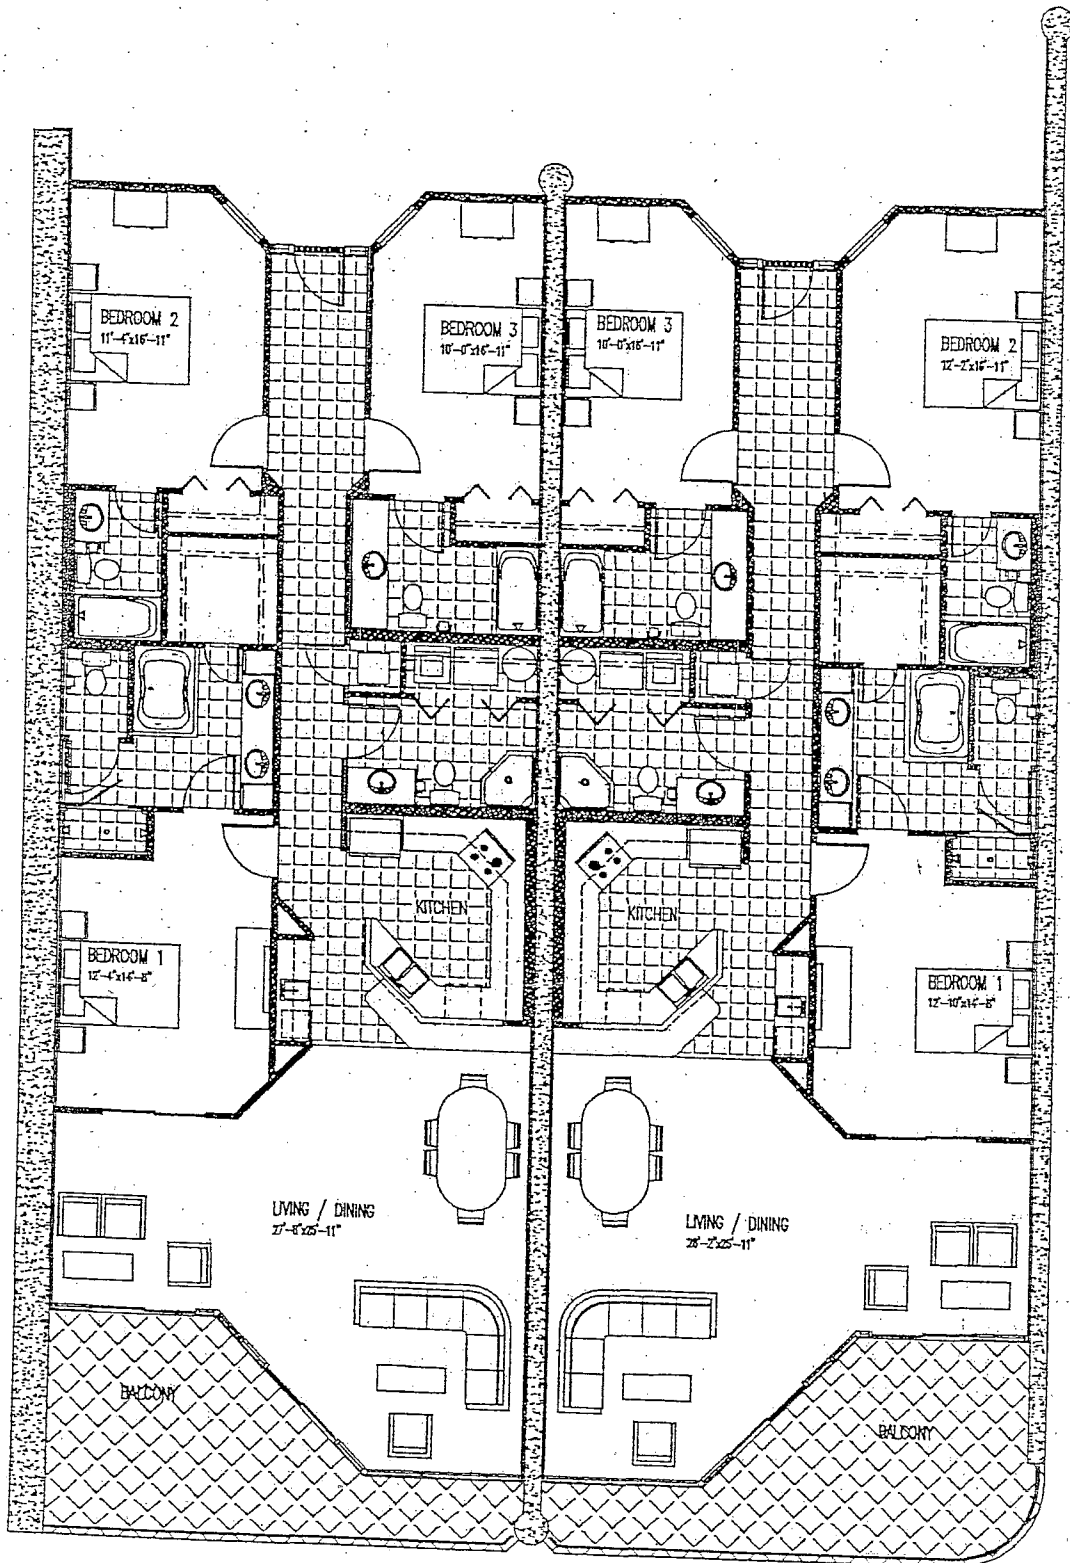 BEDROOM 2
11'-4"x16'-11"
BEDROOM 3
10'-0"x16'-11"
BEDROOM 3
10'-0"x16'-11"
BEDROOM 2
12'-2"x16'-11"
KITCHEN
KITCHEN
BEDROOM 1
12'-4"x14'-8"
BEDROOM 1
12'-10"x14'-8"
LIVING / DINING
27'-8"x25'-11"
LIVING / DINING
28'-2"x25'-11"
BALCONY
BALCONY